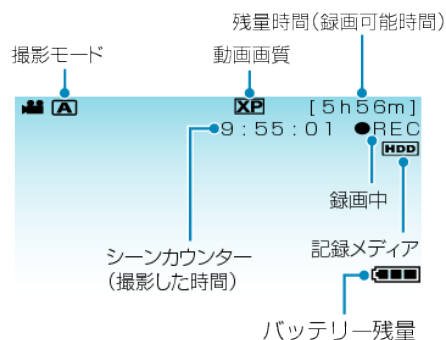 残量時間(録画可能時間)
撮影モード
動画画質
A
XP
[5h56m]
9:55:01 ●REC
HDD
録画中
シーンカウンター
(撮影した時間)
記録メディア
バッテリー残量